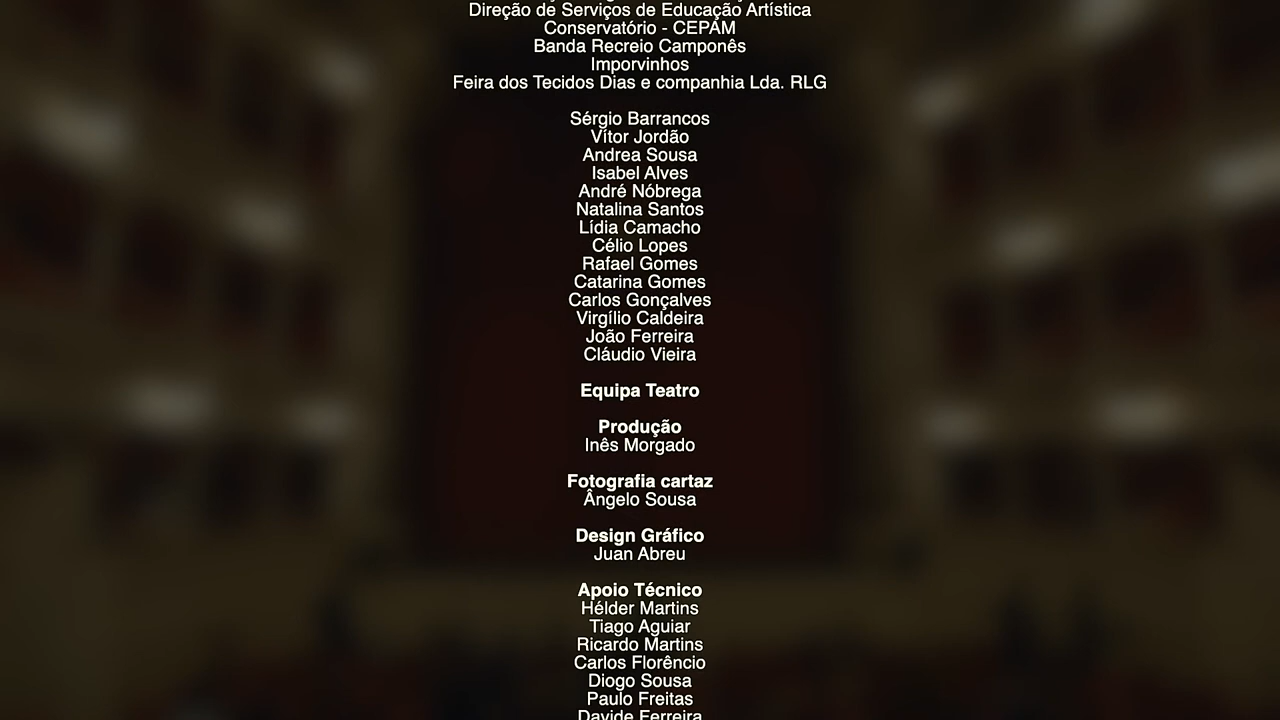 Direção de Serviços de Educação Artística
Conservatório - CEPAM
Banda Recreio Camponês
Imporvinhos
Feira dos Tecidos Dias e companhia Lda. RLG
Sérgio Barrancos
Vítor Jordão
Andrea Sousa
Isabel Alves
André Nóbrega
Natalina Santos
Lídia Camacho
Célio Lopes
Rafael Gomes
Catarina Gomes
Carlos Gonçalves
Virgílio Caldeira
João Ferreira
Cláudio Vieira
Equipa Teatro
Produção
Inês Morgado
Fotografia cartaz
Ângelo Sousa
Design Gráfico
Juan Abreu
Apoio Técnico
Hélder Martins
Tiago Aguiar
Ricardo Martins
Carlos Florêncio
Diogo Sousa
Paulo Freitas
Davide Ferreira